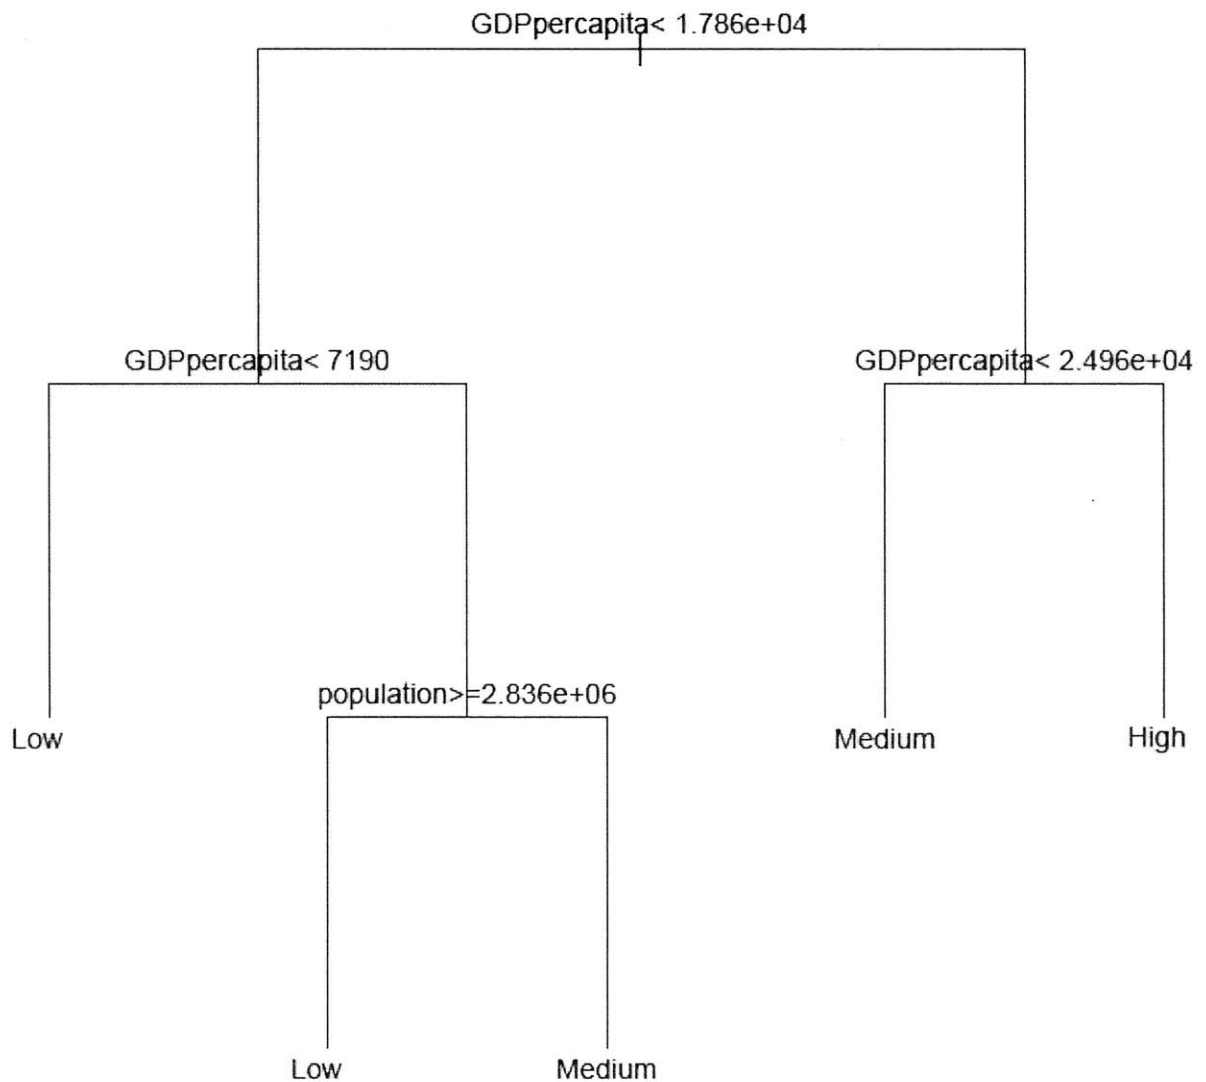 GDPpercapita< 1.786e+04
GDPpercapita< 7190
GDPpercapita< 2.496e+04
population>=2.836e+06
Low
Medium
High
Low
Medium